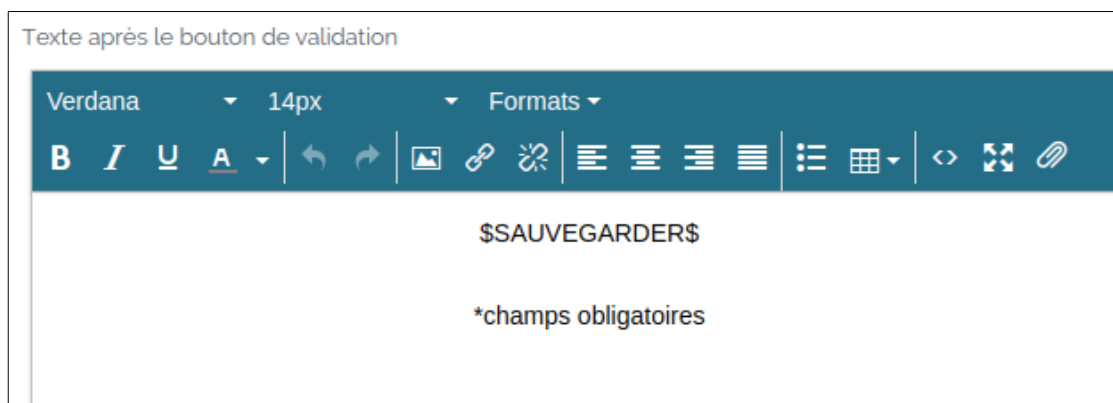 Texte après le bouton de validation
Verdana 14px Formats
B I U A
$SAUVEGARDER$
*champs obligatoires